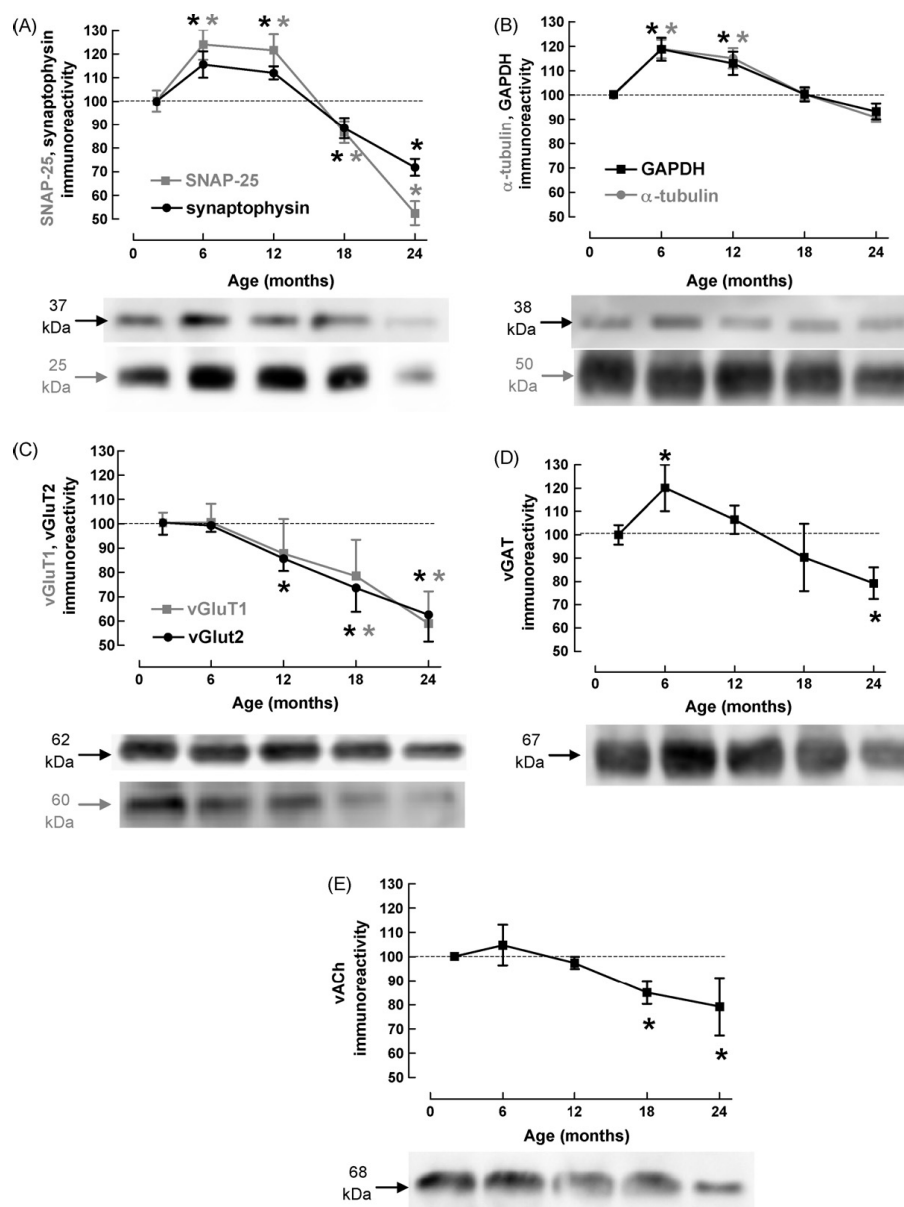 (A)
SNAP-25, synaptophysin
immunoreactivity
130
120
110
100
90
80
70
60
50
* *
* *
* *
*
*
SNAP-25
synaptophysin
0 6 12 18 24
Age (months)
37
kDa
25
kDa
(B)
α-tubulin, GAPDH
immunoreactivity
130
120
110
100
90
80
70
60
50
* *
* *
GAPDH
α-tubulin
0 6 12 18 24
Age (months)
38
kDa
50
kDa
(C)
vGluT1, vGluT2
immunoreactivity
130
120
110
100
90
80
70
60
50
*
* *
* *
vGluT1
vGlut2
0 6 12 18 24
Age (months)
62
kDa
60
kDa
(D)
vGAT
immunoreactivity
130
120
110
100
90
80
70
60
50
*
*
0 6 12 18 24
Age (months)
67
kDa
(E)
vACh
immunoreactivity
130
120
110
100
90
80
70
60
50
*
*
0 6 12 18 24
Age (months)
68
kDa